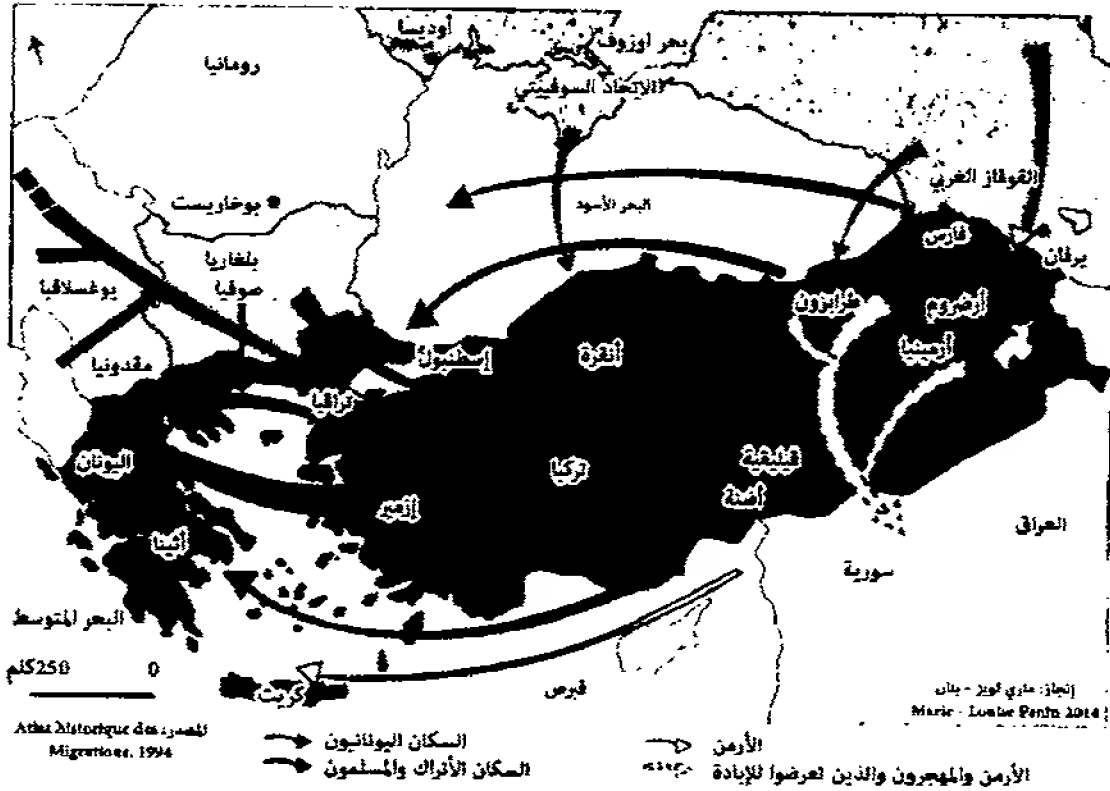 أوديسا
بحر اوزوف
رومانيا
الإتحاد السوفييتي
القوقاز الغربي
بوخاريست
البحر الأسود
فارس
يرفان
بلغاريا
صوفيا
يوغسلافيا
طرابزون
أرضروم
أرمينيا
إسطنبول
أنقرة
مقدونيا
تراقيا
اليونان
تركيا
قيليقية
أضنة
إزمير
أثينا
العراق
سورية
البحر المتوسط
250كلم 0
كريت
قبرص
إنجاز: ماري لويز - بنان
Marie - Louise Penin 2014
المصدر: Atlas historique des
Migrations, 1994
السكان اليونانيون
السكان الأتراك والمسلمون
الأرمن
الأرمن والمهجرون والذين تعرضوا للإبادة